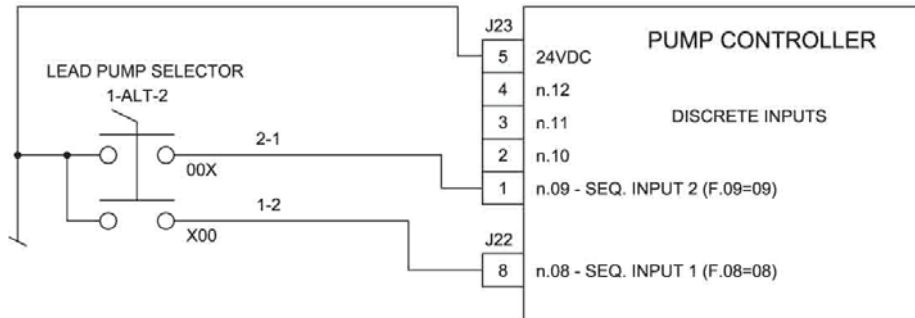 J23
PUMP CONTROLLER
5 24VDC
LEAD PUMP SELECTOR
1-ALT-2
4 n.12
3 n.11
DISCRETE INPUTS
2-1
2 n.10
00X
1 n.09 - SEQ. INPUT 2 (F.09=09)
1-2
X00
J22
8 n.08 - SEQ. INPUT 1 (F.08=08)